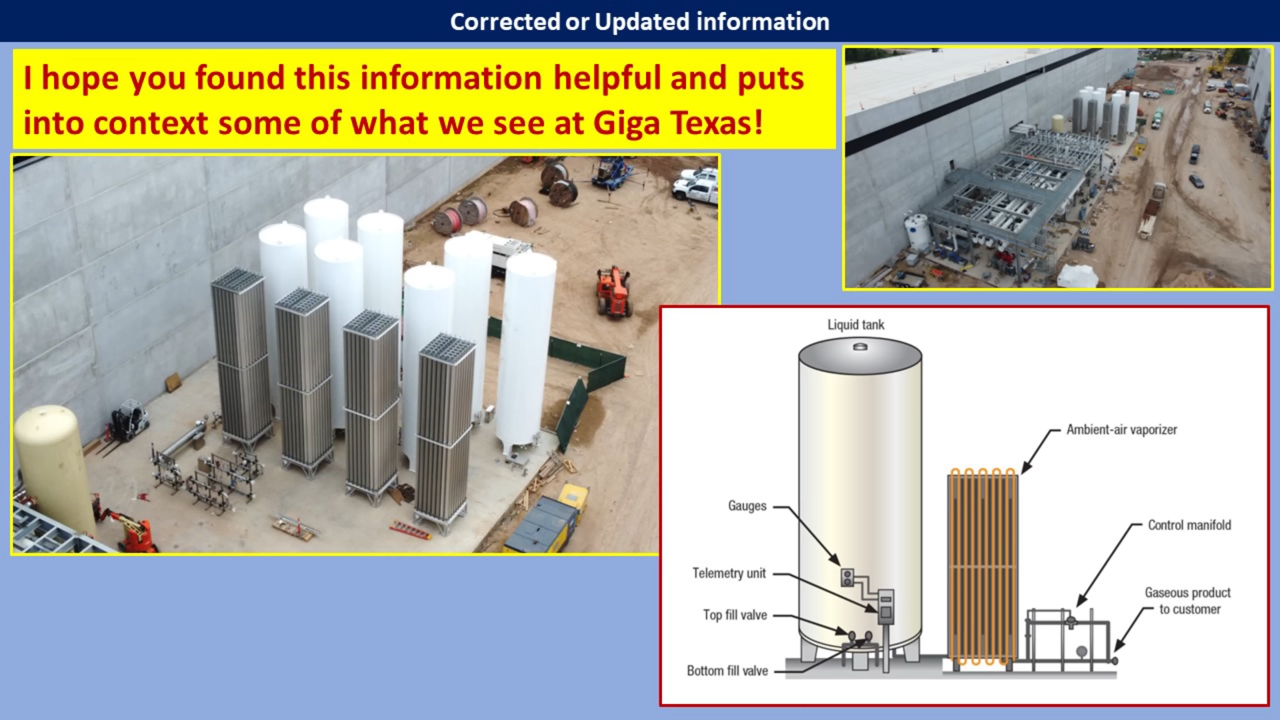 Corrected or Updated information
I hope you found this information helpful and puts
into context some of what we see at Giga Texas!
Liquid tank
Ambient-air vaporizer
Gauges
Control manifold
Telemetry unit
Gaseous product
to customer
Top fill valve
Bottom fill valve